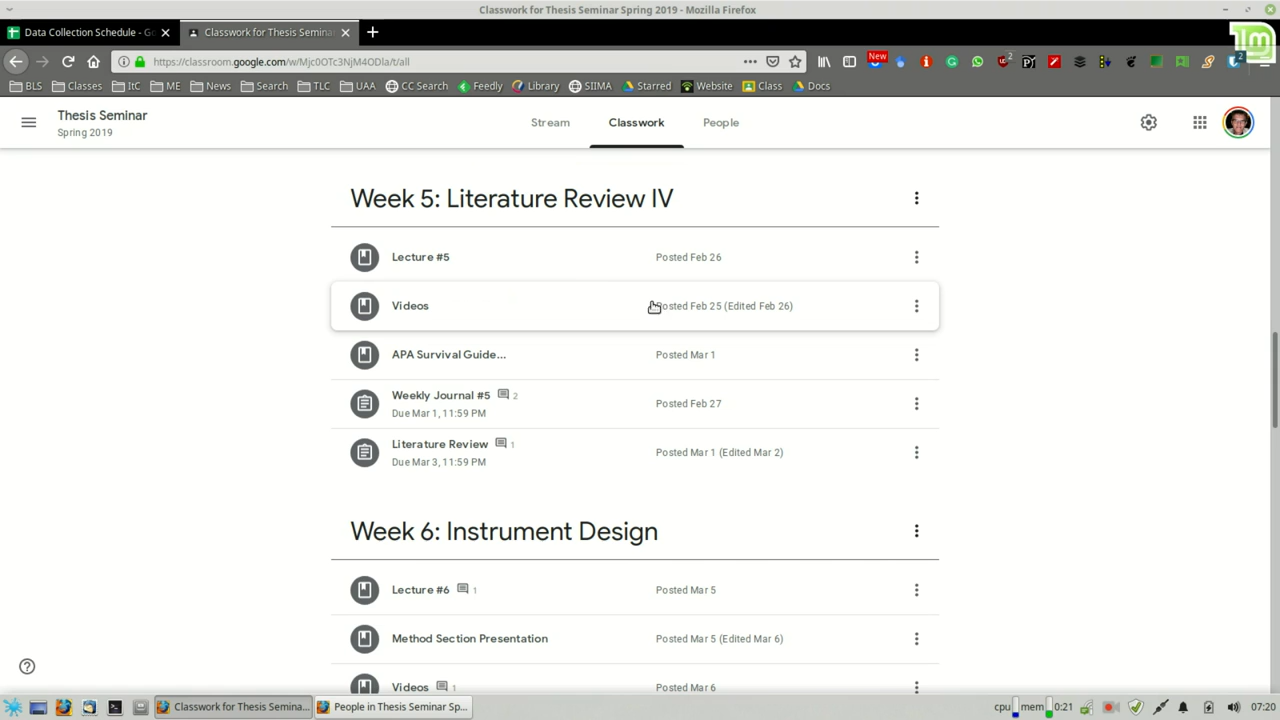 Classwork for Thesis Seminar Spring 2019 - Mozilla Firefox
Data Collection Schedule - Go
Classwork for Thesis Semina
https://classroom.google.com/w/Mjc0OTc3NjM4ODla/t/all
New
2
2
BLS Classes ItC ME News Search TLC UAA CC Search Feedly Library SIIMA Starred Website Class Docs
Thesis Seminar
Spring 2019
Stream Classwork People
Week 5: Literature Review IV
Lecture #5 Posted Feb 26
Videos Posted Feb 25 (Edited Feb 26)
APA Survival Guide... Posted Mar 1
Weekly Journal #5 2
Due Mar 1, 11:59 PM
Posted Feb 27
Literature Review 1
Due Mar 3, 11:59 PM
Posted Mar 1 (Edited Mar 2)
Week 6: Instrument Design
Lecture #6 1 Posted Mar 5
Method Section Presentation Posted Mar 5 (Edited Mar 6)
Videos 1 Posted Mar 6
Classwork for Thesis Semina... People in Thesis Seminar Sp... cpu mem 0:21 07:20